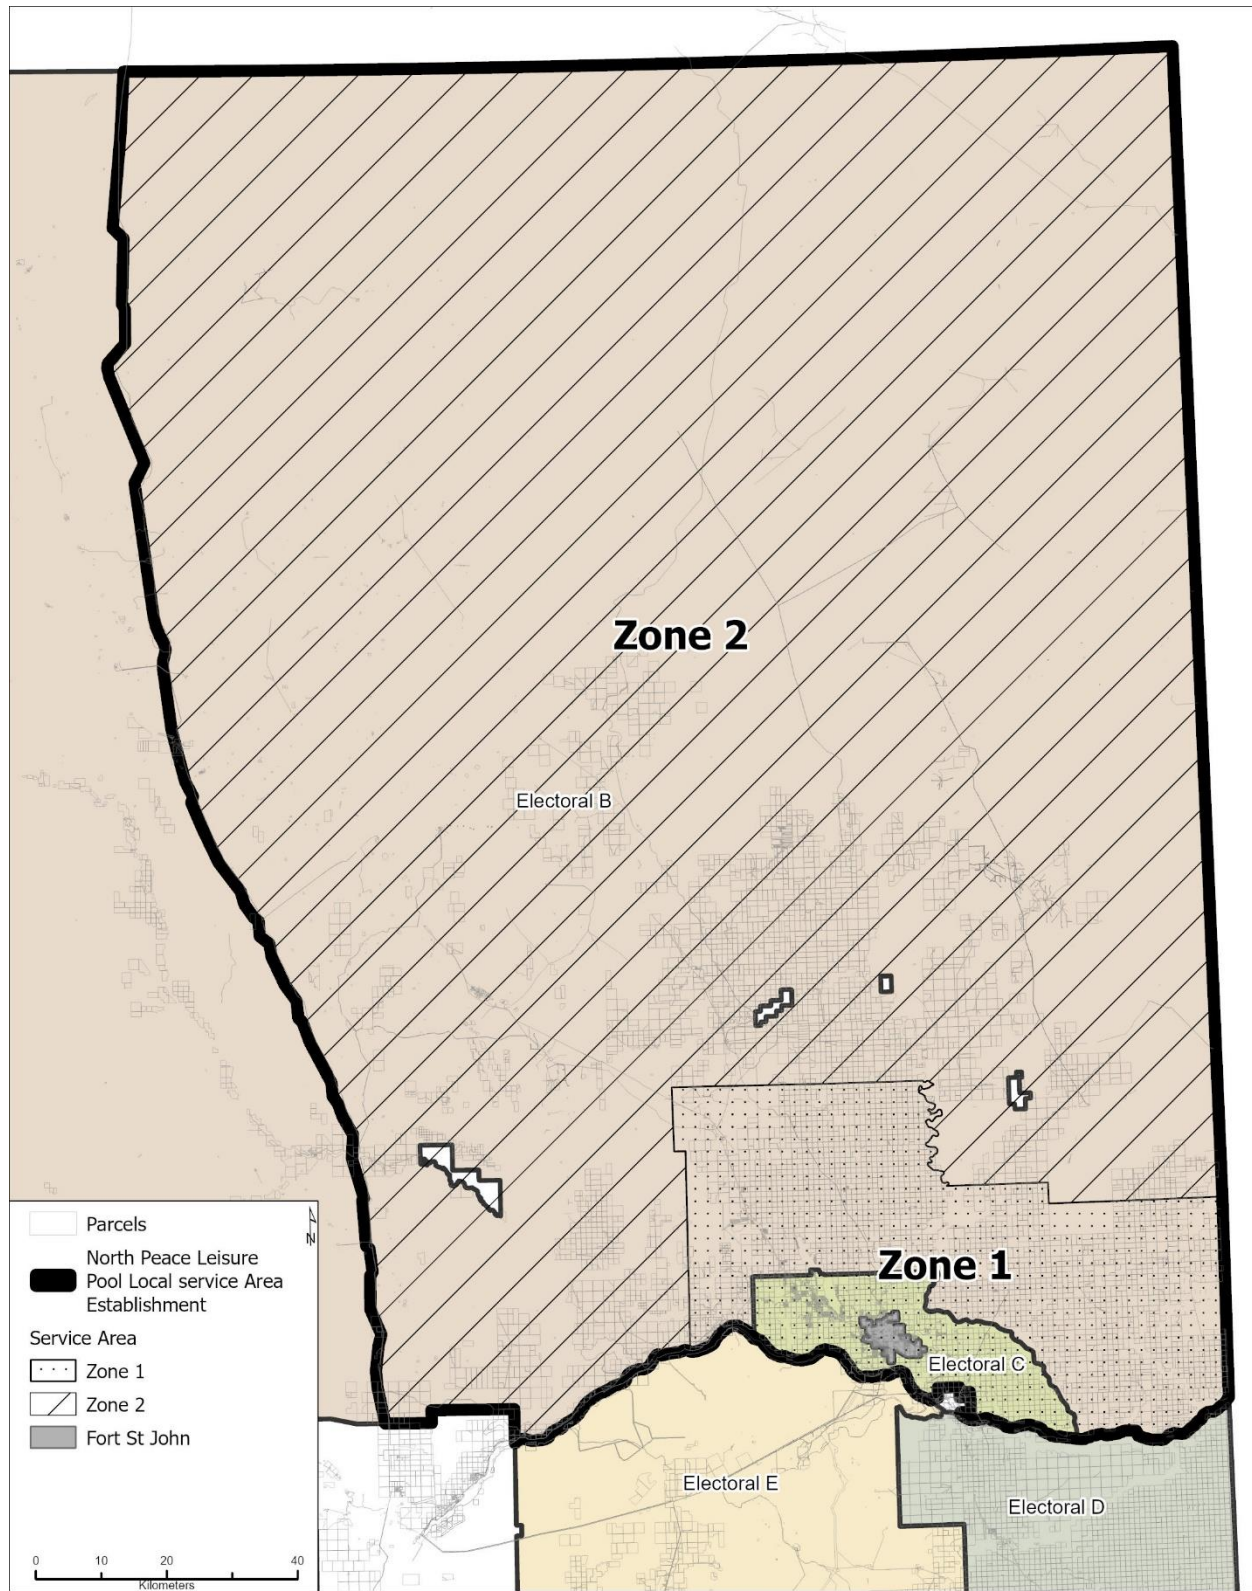 Zone 2
Electoral B
Zone 1
Electoral C
Electoral E
Electoral D
Parcels
N
North Peace Leisure
Pool Local service Area
Establishment
Service Area
Zone 1
Zone 2
Fort St John
0 10 20 40
Kilometers